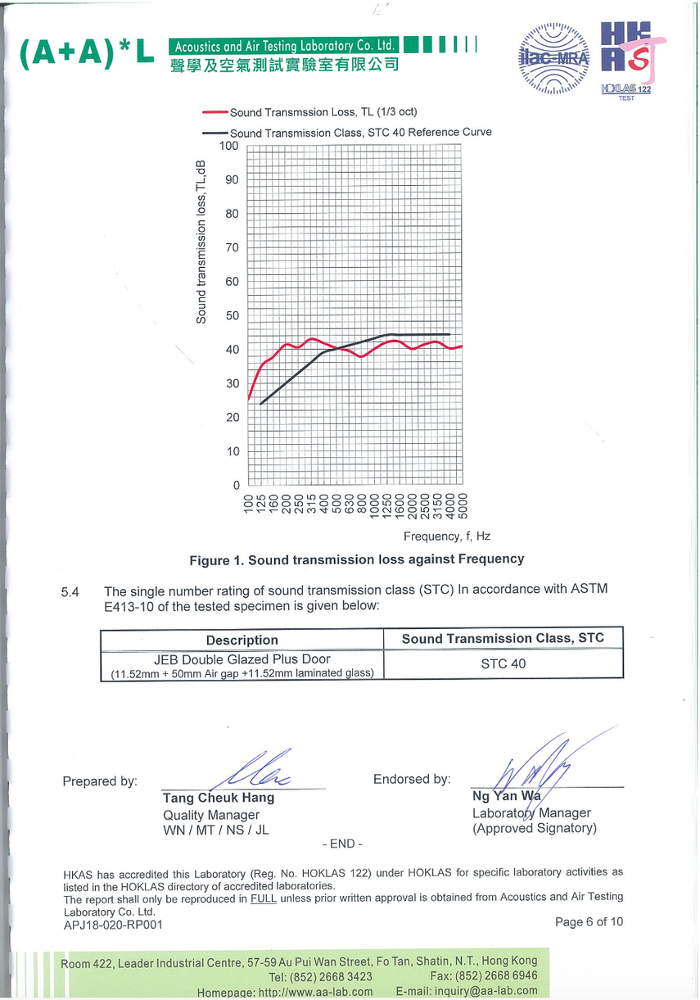 (A+A)*L
Acoustics and Air Testing Laboratory Co. Ltd.
聲學及空氣測試實驗室有限公司
ilac-MRA
HKAS
HOKLAS 122
TEST
Sound Transmssion Loss, TL (1/3 oct)
Sound Transmission Class, STC 40 Reference Curve
Sound transmission loss,TL,dB
100
90
80
70
60
50
40
30
20
10
0
100 125 160 200 250 315 400 500 630 800 1000 1250 1600 2000 2500 3150 4000 5000
Frequency, f, Hz
Figure 1. Sound transmission loss against Frequency
5.4 The single number rating of sound transmission class (STC) In accordance with ASTM
E413-10 of the tested specimen is given below:
Description Sound Transmission Class, STC
JEB Double Glazed Plus Door
(11.52mm + 50mm Air gap +11.52mm laminated glass)
STC 40
Prepared by: Endorsed by:
Tang Cheuk Hang Ng Yan Wa
Quality Manager Laboratory Manager
WN / MT / NS / JL (Approved Signatory)
- END -
HKAS has accredited this Laboratory (Reg. No. HOKLAS 122) under HOKLAS for specific laboratory activities as
listed in the HOKLAS directory of accredited laboratories.
The report shall only be reproduced in FULL unless prior written approval is obtained from Acoustics and Air Testing
Laboratory Co. Ltd.
APJ18-020-RP001 Page 6 of 10
Room 422, Leader Industrial Centre, 57-59 Au Pui Wan Street, Fo Tan, Shatin, N.T., Hong Kong
Tel: (852) 2668 3423 Fax: (852) 2668 6946
Homepage: http://www.aa-lab.com E-mail: inquiry@aa-lab.com